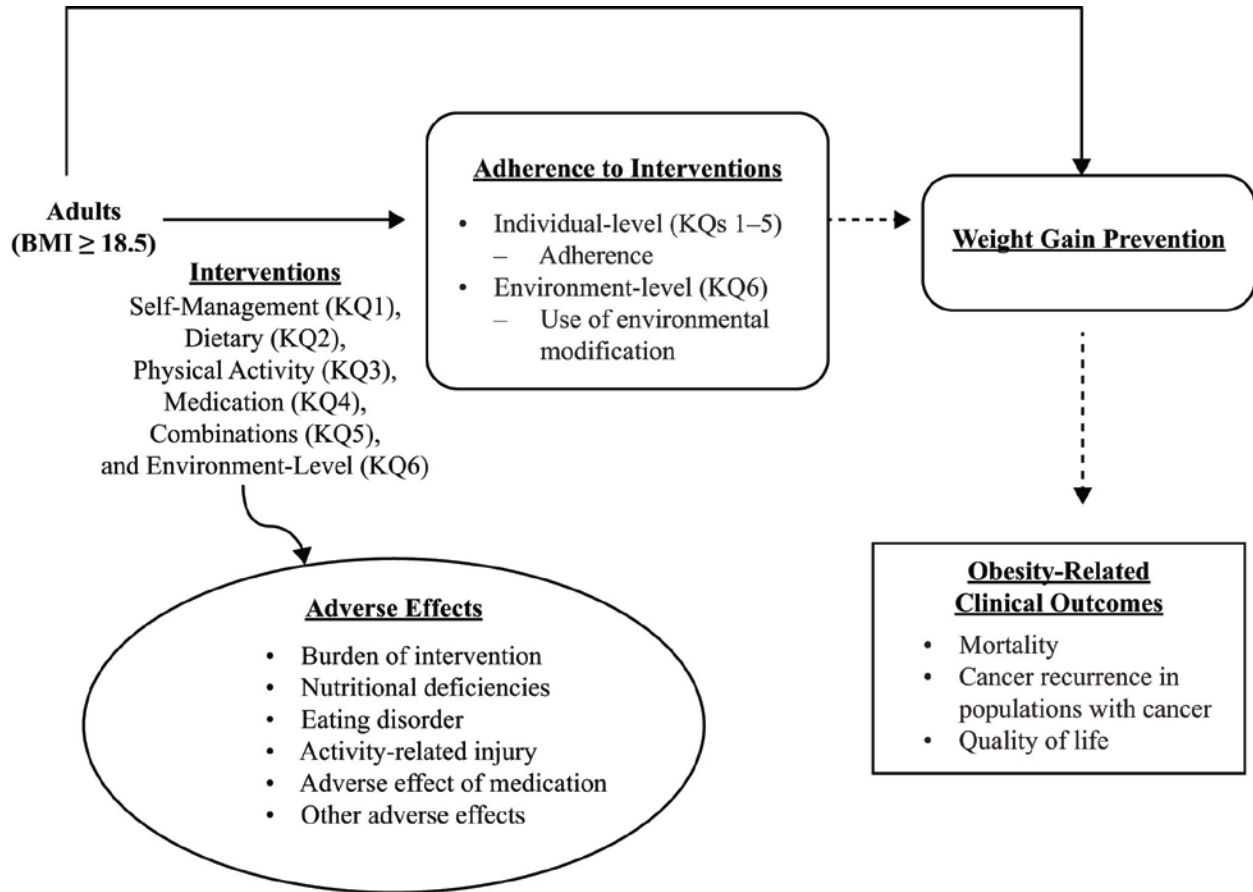 Adults
(BMI ≥ 18.5)
Interventions
Self-Management (KQ1),
Dietary (KQ2),
Physical Activity (KQ3),
Medication (KQ4),
Combinations (KQ5),
and Environment-Level (KQ6)
Adherence to Interventions
• Individual-level (KQs 1–5)
– Adherence
• Environment-level (KQ6)
– Use of environmental
modification
Weight Gain Prevention
Adverse Effects
• Burden of intervention
• Nutritional deficiencies
• Eating disorder
• Activity-related injury
• Adverse effect of medication
• Other adverse effects
Obesity-Related
Clinical Outcomes
• Mortality
• Cancer recurrence in
populations with cancer
• Quality of life